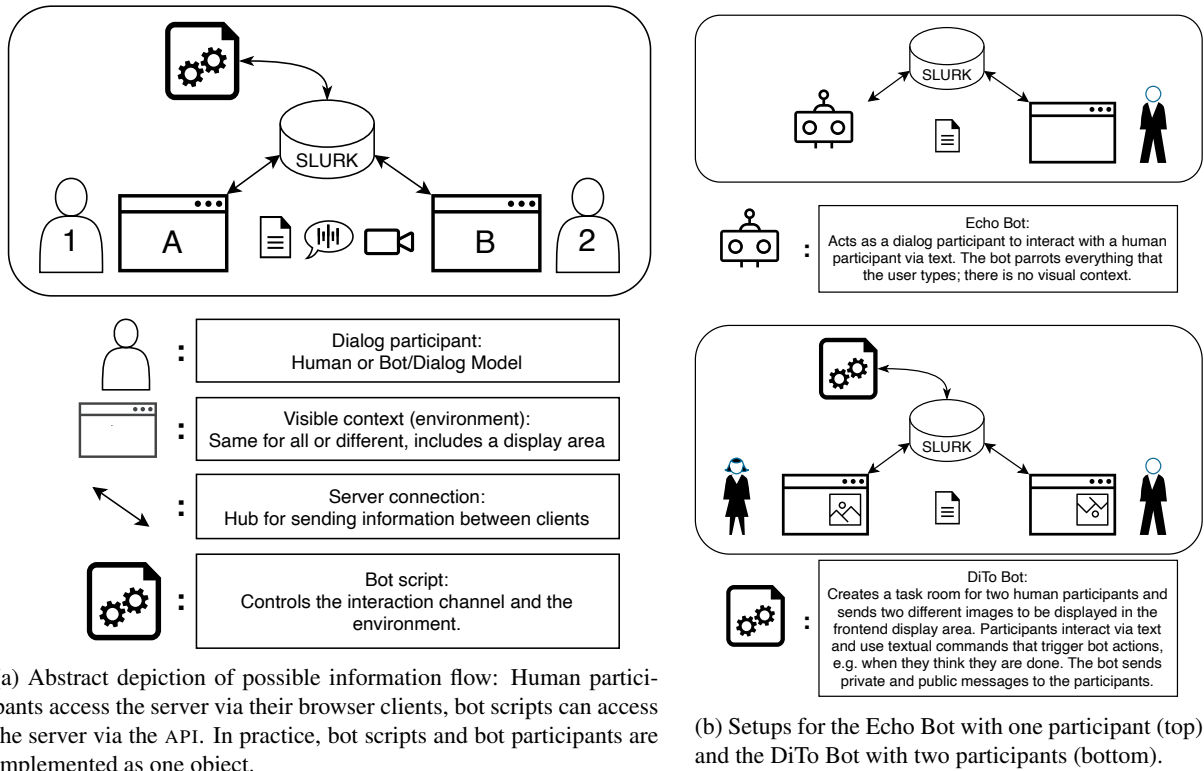 SLURK
1
A
B
2
Dialog participant:
Human or Bot/Dialog Model
:
Visible context (environment):
Same for all or different, includes a display area
:
Server connection:
Hub for sending information between clients
:
Bot script:
Controls the interaction channel and the
environment.
:
a) Abstract depiction of possible information flow: Human partici-
pants access the server via their browser clients, bot scripts can access
he server via the API. In practice, bot scripts and bot participants are
mplemented as one object.
SLURK
:
Echo Bot:
Acts as a dialog participant to interact with a human
participant via text. The bot parrots everything that
the user types; there is no visual context.
SLURK
:
DiTo Bot:
Creates a task room for two human participants and
sends two different images to be displayed in the
frontend display area. Participants interact via text
and use textual commands that trigger bot actions,
e.g. when they think they are done. The bot sends
private and public messages to the participants.
(b) Setups for the Echo Bot with one participant (top)
and the DiTo Bot with two participants (bottom).